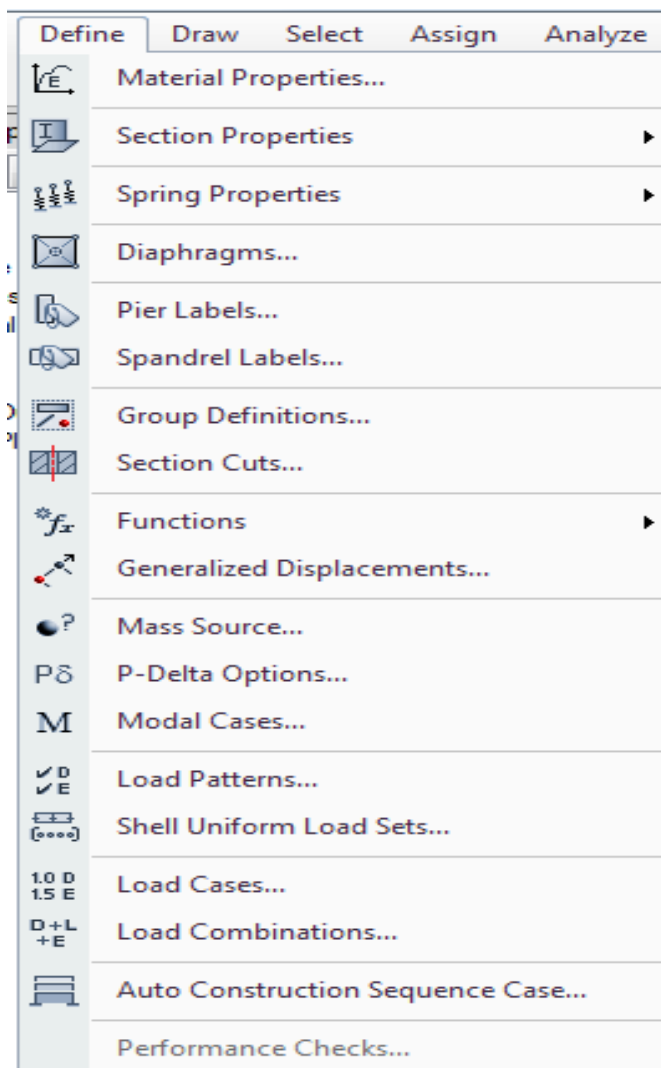 Define Draw Select Assign Analyze
E Material Properties...
I Section Properties
Spring Properties
Diaphragms...
Pier Labels...
Spandrel Labels...
Group Definitions...
Section Cuts...
fx Functions
Generalized Displacements...
? Mass Source...
Pδ P-Delta Options...
M Modal Cases...
D
E
Load Patterns...
Shell Uniform Load Sets...
1.0 D
1.5 E
Load Cases...
D+L
+E
Load Combinations...
Auto Construction Sequence Case...
Performance Checks...